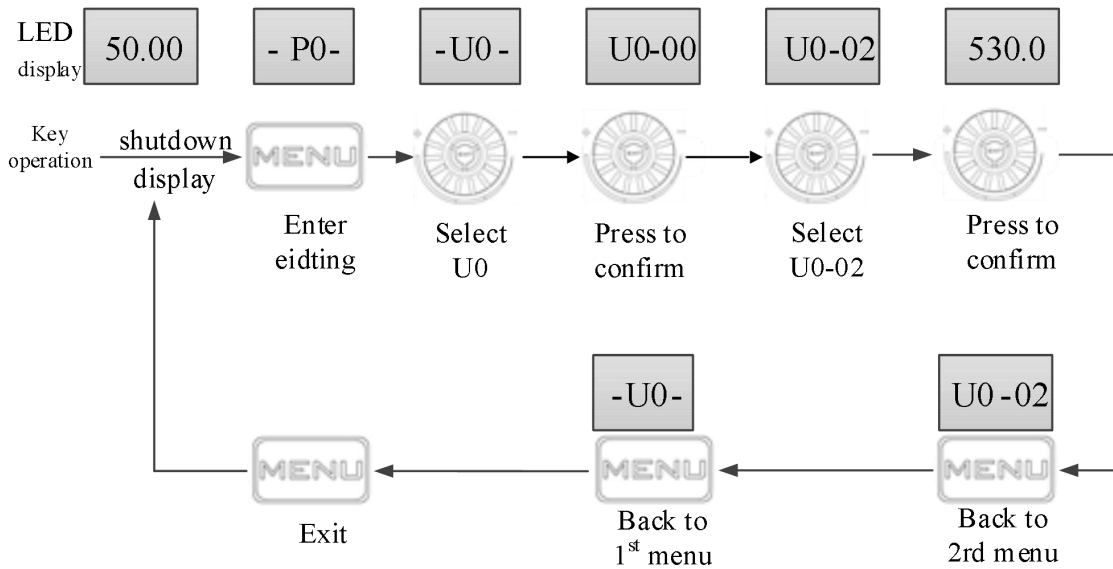 LED
display
50.00
- P0-
-U0 -
U0-00
U0-02
530.0
Key
operation
shutdown
display
MENU
Enter
eidting
Select
U0
Press to
confirm
Select
U0-02
Press to
confirm
-U0-
U0-02
MENU
MENU
MENU
Exit
Back to
1st menu
Back to
2rd menu